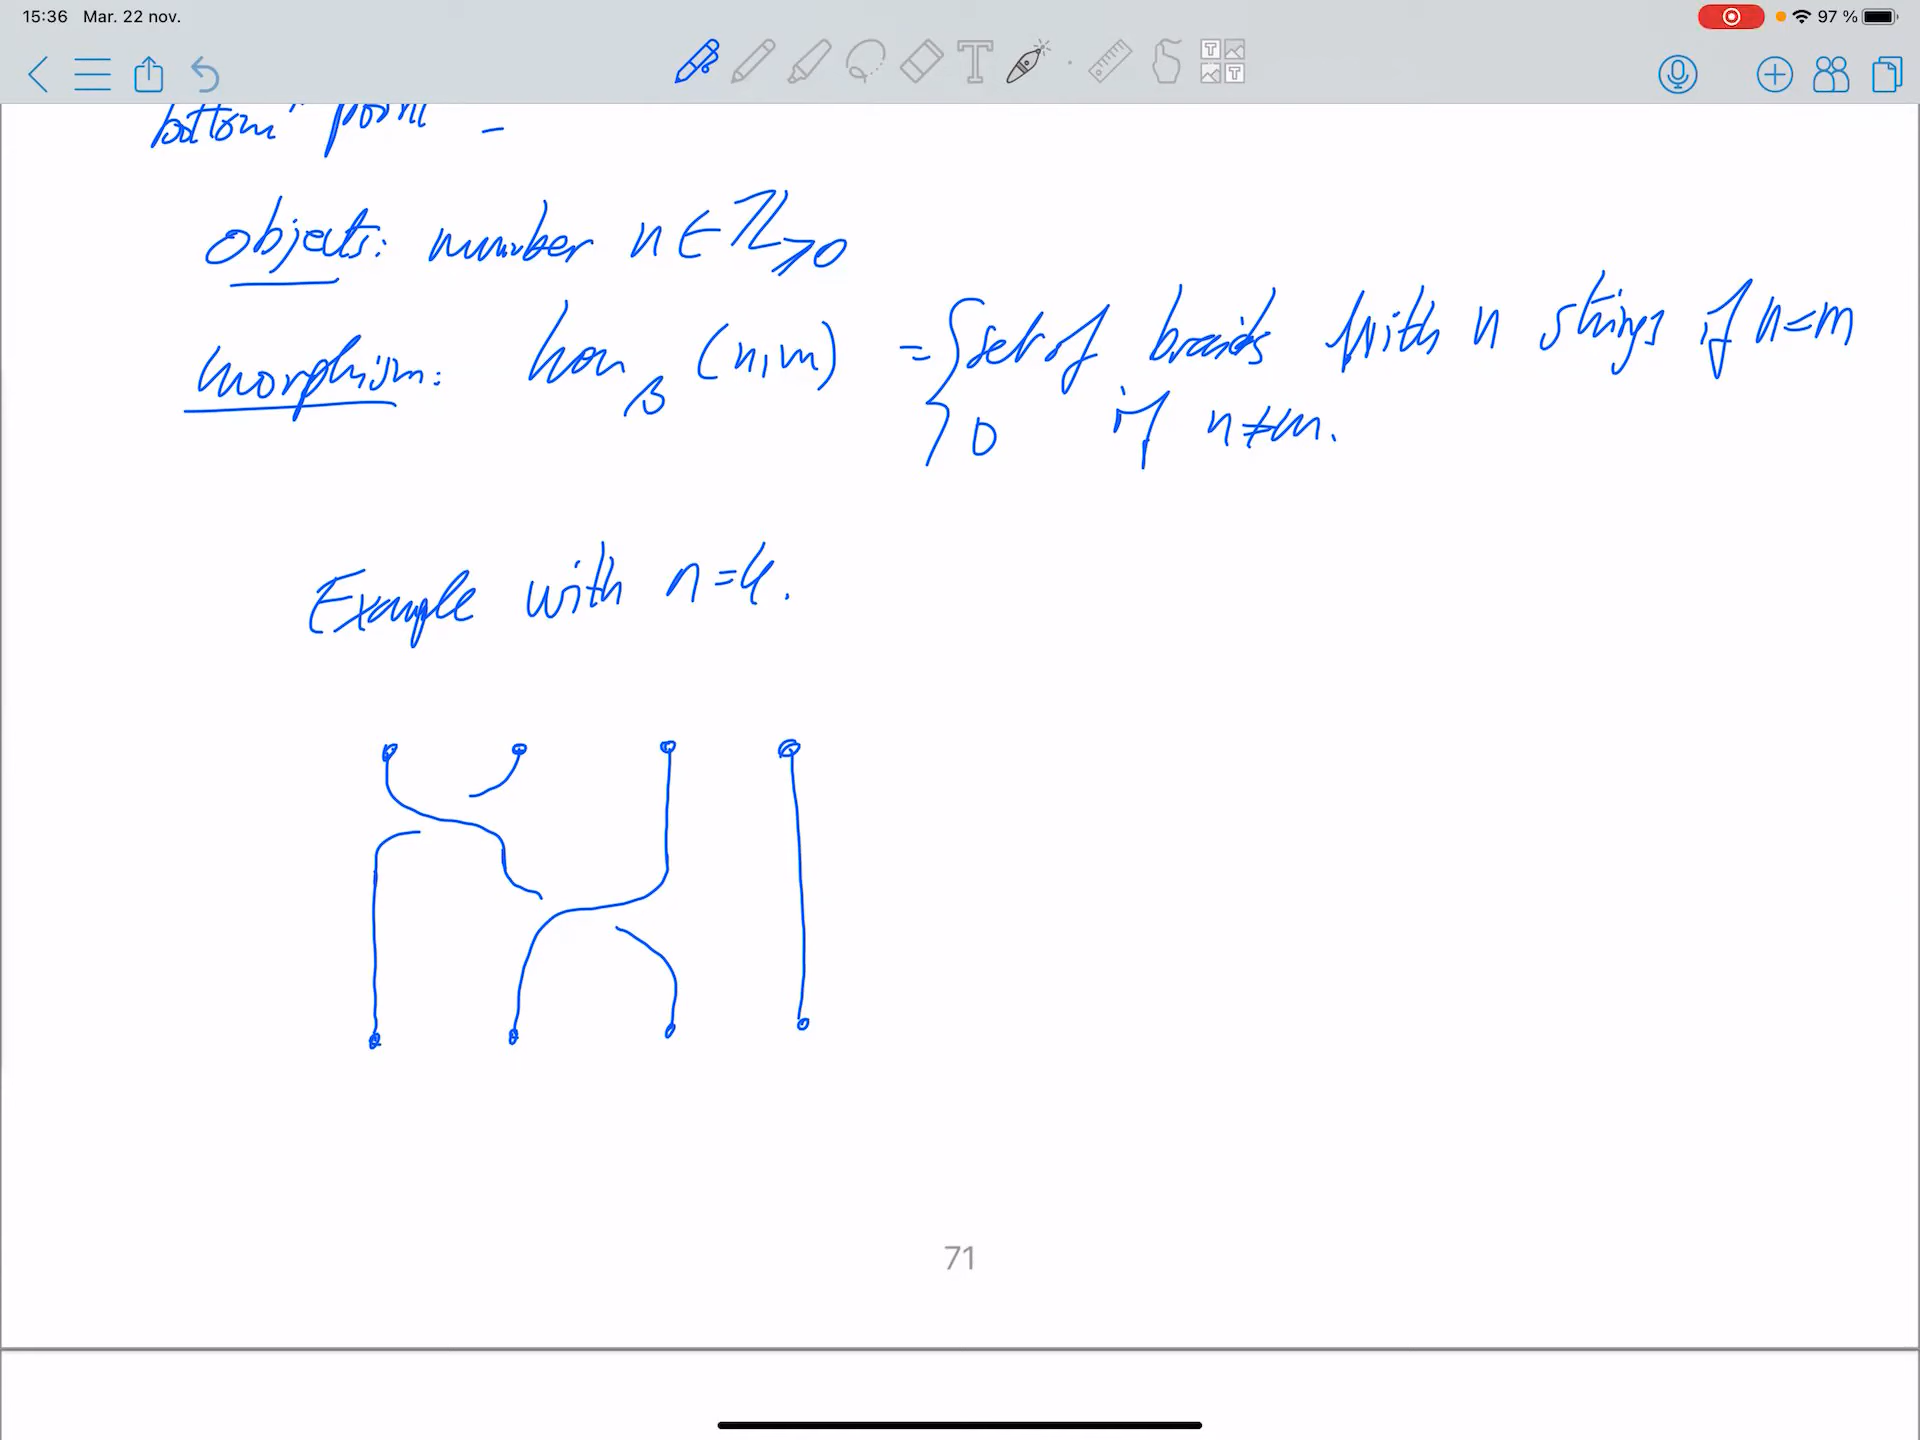 15:36 Mar. 22 nov. 97 %
bottom point -
objects: number n ∈ ℤ≥0
morphism: hom_B (n,m) = { set of braids with n strings if n=m
0 if n≠m.
Example with n=4.
71